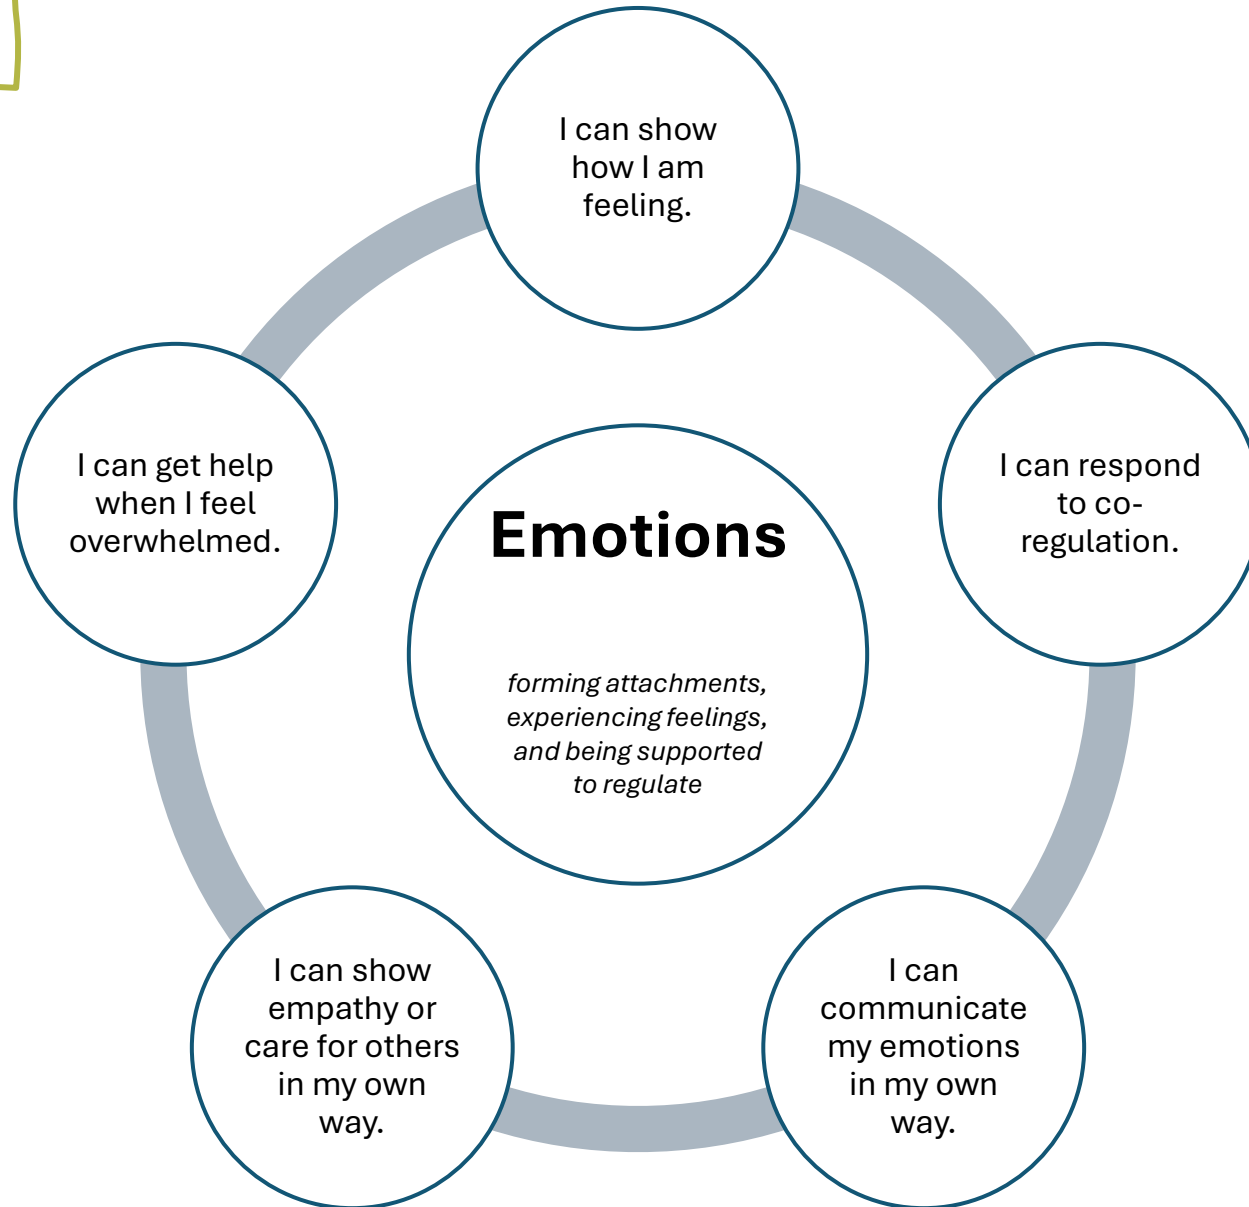 I can show
how I am
feeling.
I can get help
when I feel
overwhelmed.
I can respond
to co-
regulation.
Emotions
forming attachments,
experiencing feelings,
and being supported
to regulate
I can show
empathy or
care for others
in my own
way.
I can
communicate
my emotions
in my own
way.